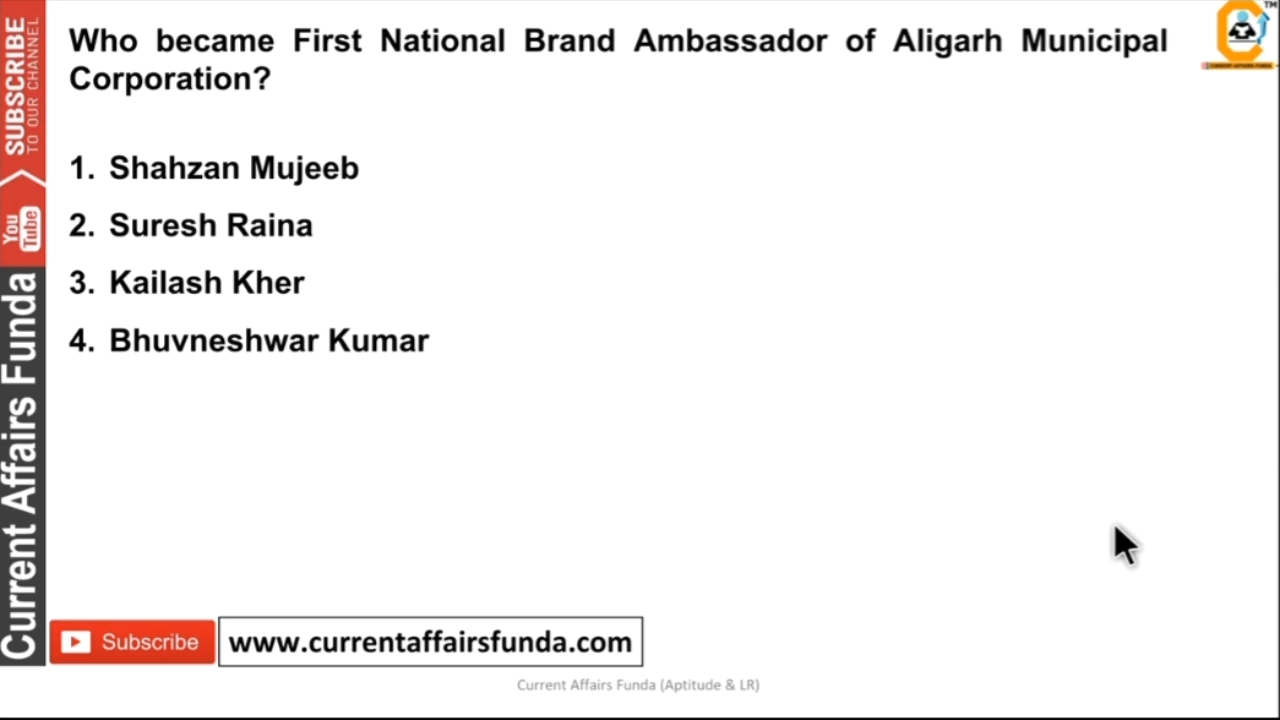 Who became First National Brand Ambassador of Aligarh Municipal
Corporation?
1. Shahzan Mujeeb
2. Suresh Raina
3. Kailash Kher
4. Bhuvneshwar Kumar
SUBSCRIBE
TO OUR CHANNEL
You
Tube
Current Affairs Funda
Subscribe
www.currentaffairsfunda.com
Current Affairs Funda (Aptitude & LR)
TM